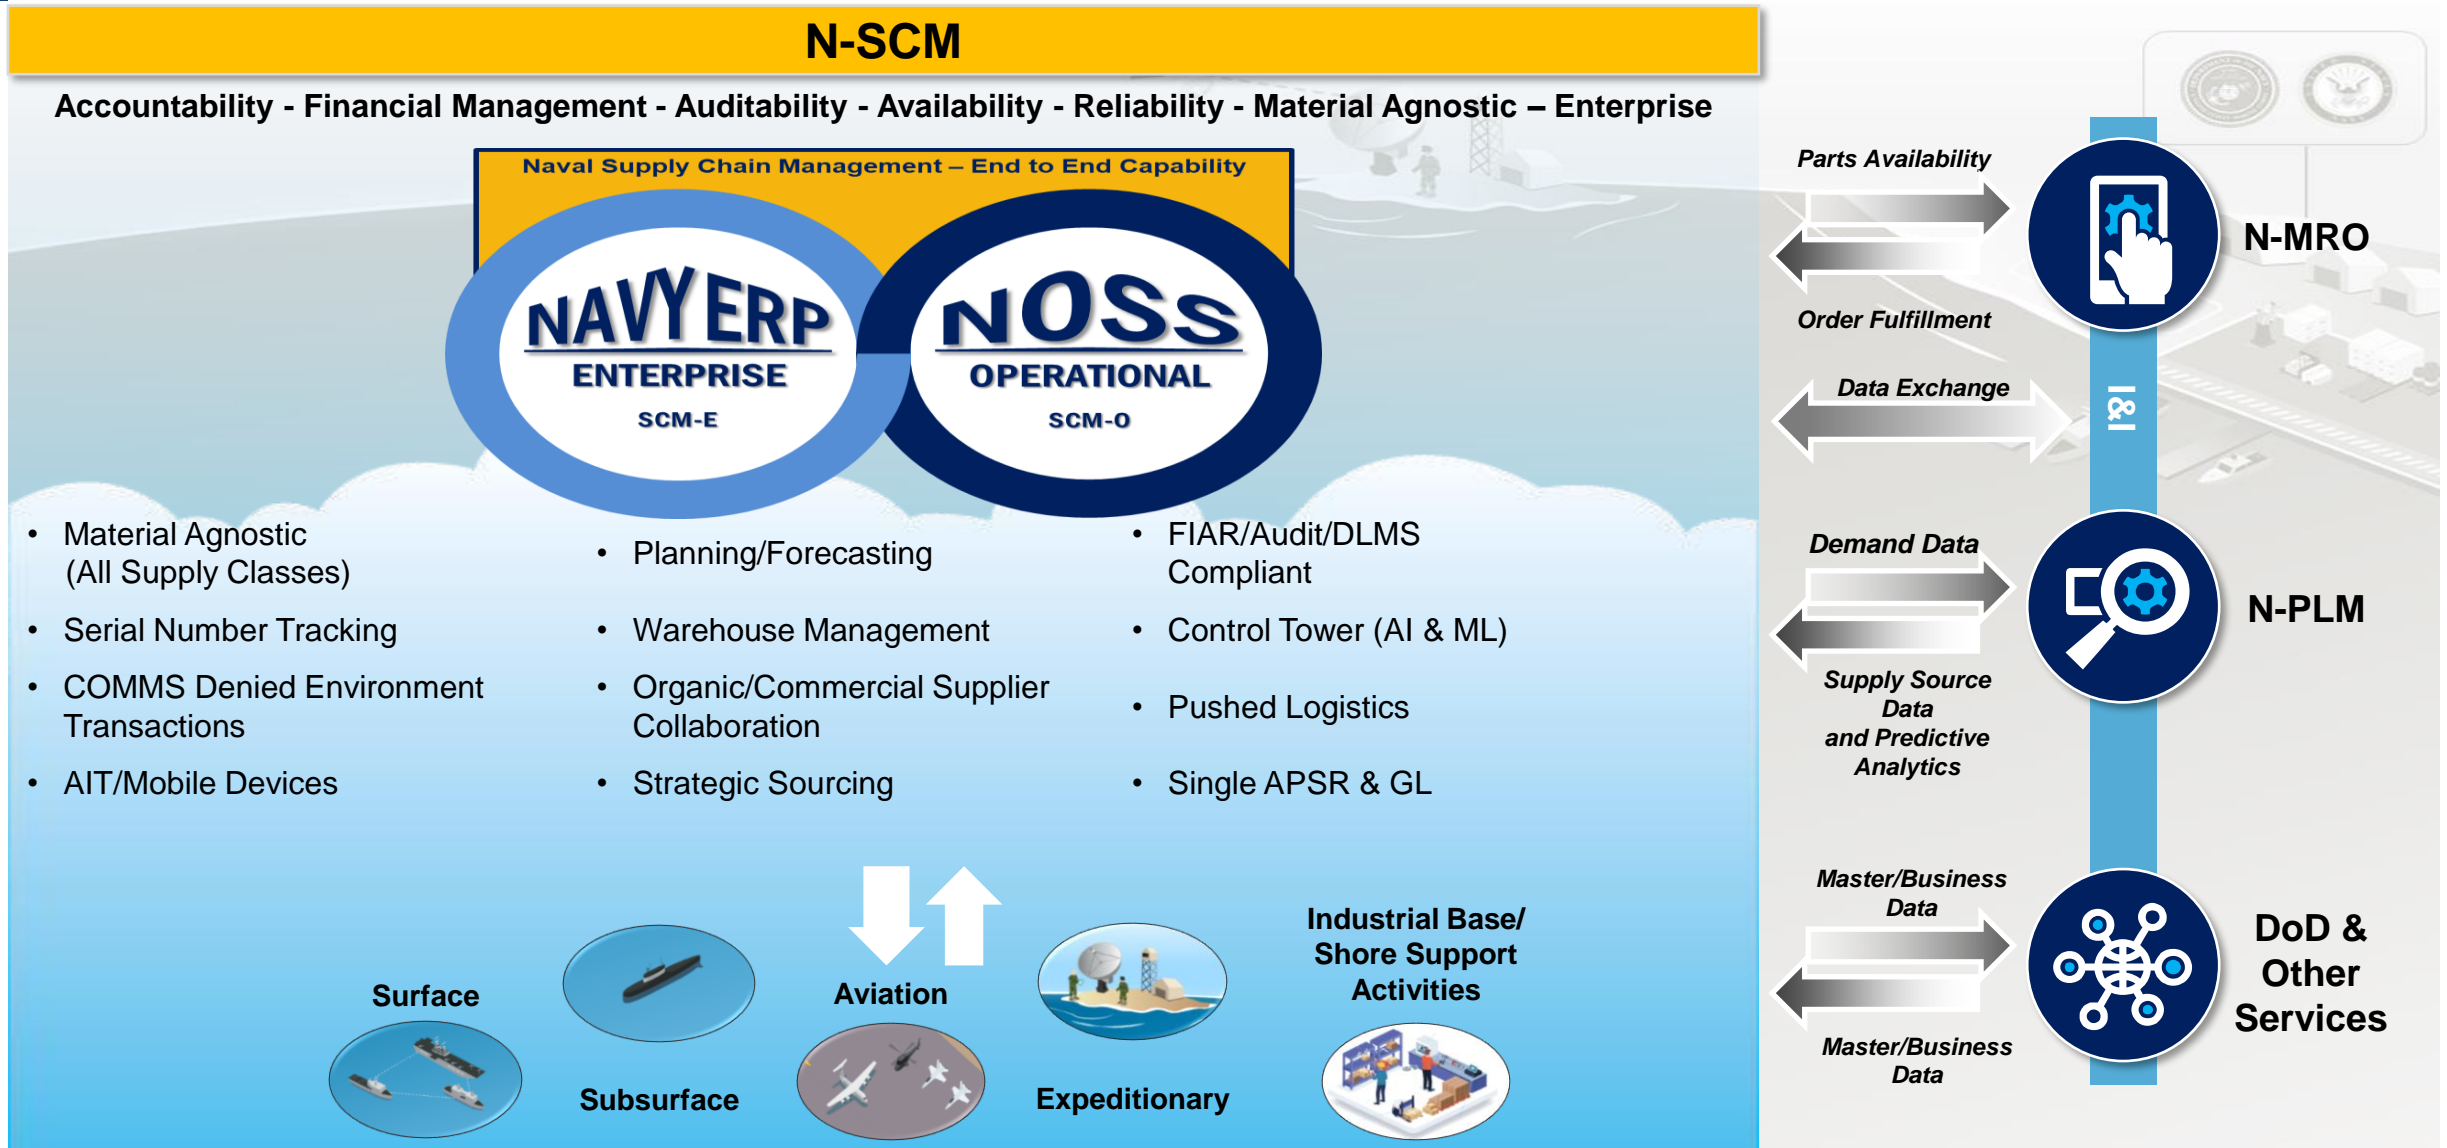 N-SCM
Accountability - Financial Management - Auditability - Availability - Reliability - Material Agnostic – Enterprise
Naval Supply Chain Management – End to End Capability
NAVY ERP
ENTERPRISE
SCM-E
NOSS
OPERATIONAL
SCM-O
• Material Agnostic
(All Supply Classes)
• Serial Number Tracking
• COMMS Denied Environment
Transactions
• AIT/Mobile Devices
• Planning/Forecasting
• Warehouse Management
• Organic/Commercial Supplier
Collaboration
• Strategic Sourcing
• FIAR/Audit/DLMS
Compliant
• Control Tower (AI & ML)
• Pushed Logistics
• Single APSR & GL
Surface
Subsurface
Aviation
Expeditionary
Industrial Base/
Shore Support
Activities
Parts Availability
Order Fulfillment
N-MRO
Data Exchange
I&I
Demand Data
Supply Source
Data
and Predictive
Analytics
N-PLM
Master/Business
Data
Master/Business
Data
DoD &
Other
Services